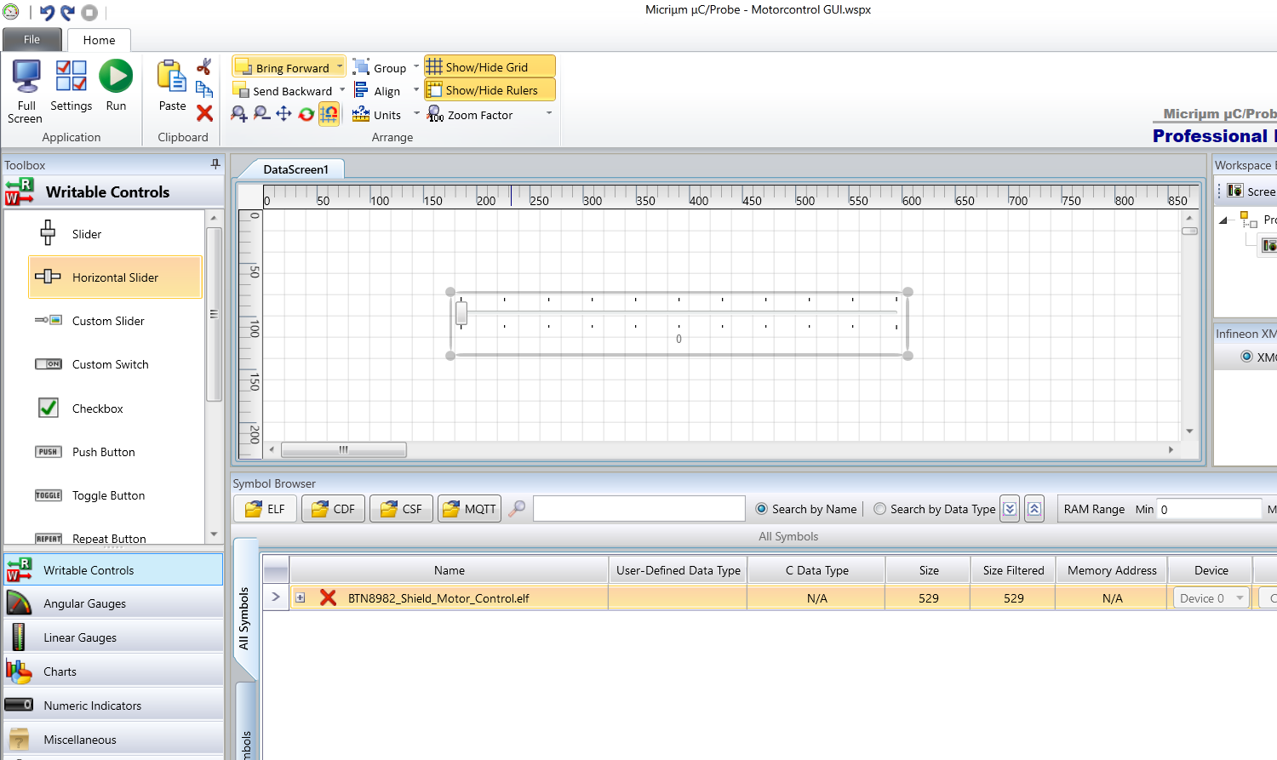 Micriµm µC/Probe - Motorcontrol GUI.wspx
File
Home
Full Screen
Settings
Run
Application
Paste
Clipboard
Bring Forward
Send Backward
Group
Align
Units
Show/Hide Grid
Show/Hide Rulers
100 Zoom Factor
Arrange
Micriµm µC/Prob
Professional
Toolbox
R W Writable Controls
Slider
Horizontal Slider
Custom Slider
ON Custom Switch
Checkbox
PUSH Push Button
TOGGLE Toggle Button
REPEAT Repeat Button
R W Writable Controls
Angular Gauges
Linear Gauges
Charts
0 Numeric Indicators
? Miscellaneous
DataScreen1
0 50 100 150 200 250 300 350 400 450 500 550 600 650 700 750 800 850
0
50
100
150
200
0
Workspace
Scree
Pro
Infineon XM
XMC
Symbol Browser
ELF CDF CSF MQTT Search by Name Search by Data Type RAM Range Min 0 M
All Symbols
All Symbols
mbols
Name User-Defined Data Type C Data Type Size Size Filtered Memory Address Device
BTN8982_Shield_Motor_Control.elf N/A 529 529 N/A Device 0 C